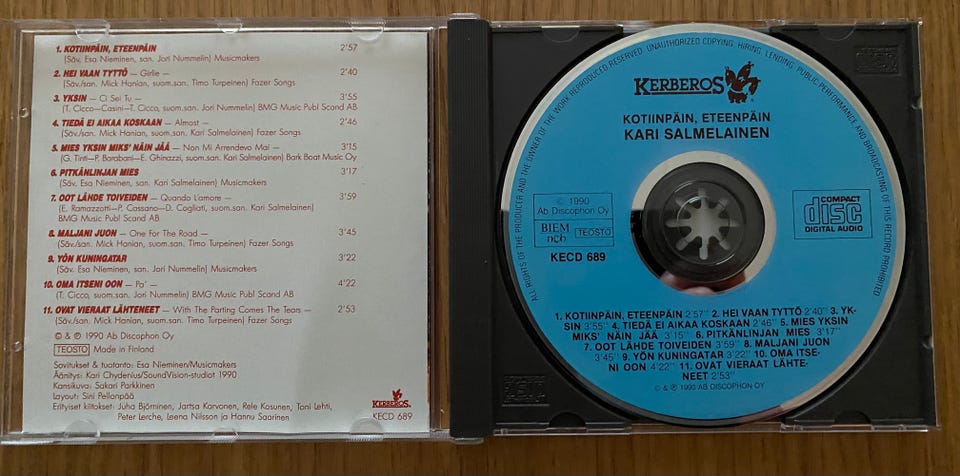 1. KOTIINPÄIN, ETEENPÄIN 2'57
(Säv. Esa Nieminen, san. Jori Nummelin) Musicmakers
2. HEI VAAN TYTTÖ — Girlie — 2'40
(Säv./san. Mick Hanian, suom.san. Timo Turpeinen) Fazer Songs
3. YKSIN — Ci Sei Tu — 3'55
(T. Cicco—Casini—T. Cicco, suom.san. Jori Nummelin) BMG Music Publ Scand AB
4. TIEDÄ EI AIKAA KOSKAAN — Almost — 2'46
(Säv./san. Mick Hanian, suom.san. Kari Salmelainen) Fazer Songs
5. MIES YKSIN MIKS' NÄIN JÄÄ — Non Mi Arrendevo Mai — 3'15
(G. Tinti—P. Barabani—E. Ghinazzi, suom.san. Kari Salmelainen) Bark Boat Music Oy
6. PITKÄNLINJAN MIES 3'17
(Säv. Esa Nieminen, san. Kari Salmelainen) Musicmakers
7. OOT LÄHDE TOIVEIDEN — Quando L'amore — 3'59
(E. Ramazzotti—P. Cassano—D. Cogliati, suom.san. Kari Salmelainen)
BMG Music Publ Scand AB
8. MALJANI JUON — One For The Road — 3'45
(Säv./san. Mick Hanian, suom.san. Timo Turpeinen) Fazer Songs
9. YÖN KUNINGATAR 3'22
(Säv. Esa Nieminen, san. Jori Nummelin) Musicmakers
10. OMA ITSENI OON — Pa' — 4'22
(T. Cicco, suom.san. Jori Nummelin) BMG Music Publ Scand AB
11. OVAT VIERAAT LÄHTENEET — With The Parting Comes The Tears — 2'53
(Säv./san. Mick Hanian, suom.san. Timo Turpeinen) Fazer Songs
© & ℗ 1990 Ab Discophon Oy
TEOSTO Made in Finland
Sovitukset & tuotanto: Esa Nieminen/Musicmakers
Äänitys: Kari Chydenius/SoundVision-studiot 1990
Kansikuva: Sakari Parkkinen
Layout: Sini Pellonpää
Erityiset kiitokset: Juha Björninen, Jartsa Karvonen, Rele Kosunen, Toni Lehti,
Peter Lerche, Leena Nilsson ja Hannu Saarinen
KERBEROS
KECD 689
ALL RIGHTS OF THE PRODUCER AND THE OWNER OF THE WORK REPRODUCED RESERVED. UNAUTHORIZED COPYING, HIRING, LENDING, PUBLIC PERFORMANCE AND BROADCASTING OF THIS RECORD PROHIBITED
KERBEROS
KOTIINPÄIN, ETEENPÄIN
KARI SALMELAINEN
© 1990
Ab Discophon Oy
BIEM
ncb TEOSTO
KECD 689
COMPACT
disc
DIGITAL AUDIO
1. KOTIINPÄIN, ETEENPÄIN 2'57'' 2. HEI VAAN TYTTÖ 2'40'' 3. YK-
SIN 3'55'' 4. TIEDÄ EI AIKAA KOSKAAN 2'46'' 5. MIES YKSIN
MIKS' NÄIN JÄÄ 3'15'' 6. PITKÄNLINJAN MIES 3'17''
7. OOT LÄHDE TOIVEIDEN 3'59'' 8. MALJANI JUON
3'45'' 9. YÖN KUNINGATAR 3'22'' 10. OMA ITSE-
NI OON 4'22'' 11. OVAT VIERAAT LÄHTE-
NEET 2'53''
© & ℗ 1990 AB DISCOPHON OY